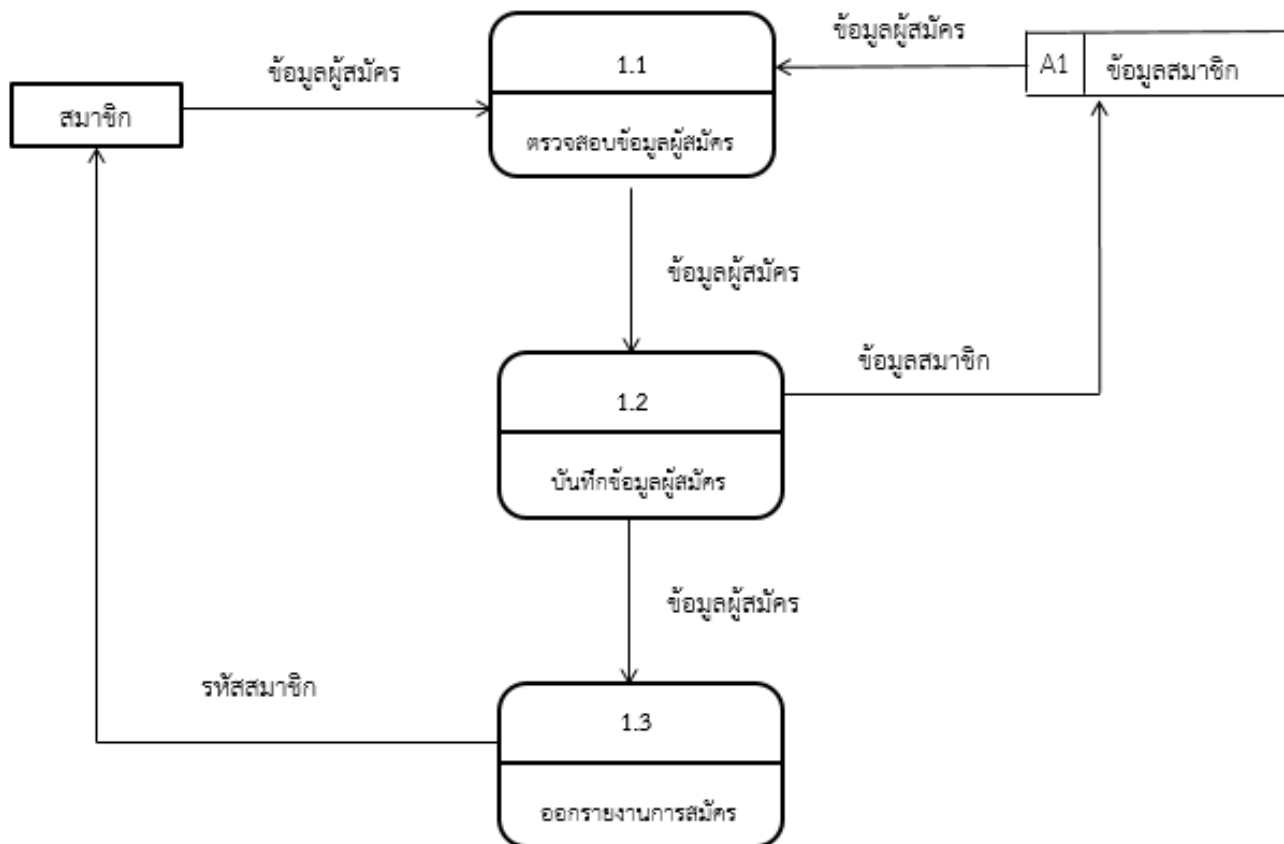 ข้อมูลผู้สมัคร
1.1
A1 ข้อมูลสมาชิก
ข้อมูลผู้สมัคร
สมาชิก
ตรวจสอบข้อมูลผู้สมัคร
ข้อมูลผู้สมัคร
ข้อมูลสมาชิก
1.2
บันทึกข้อมูลผู้สมัคร
ข้อมูลผู้สมัคร
รหัสสมาชิก
1.3
ออกรายงานการสมัคร